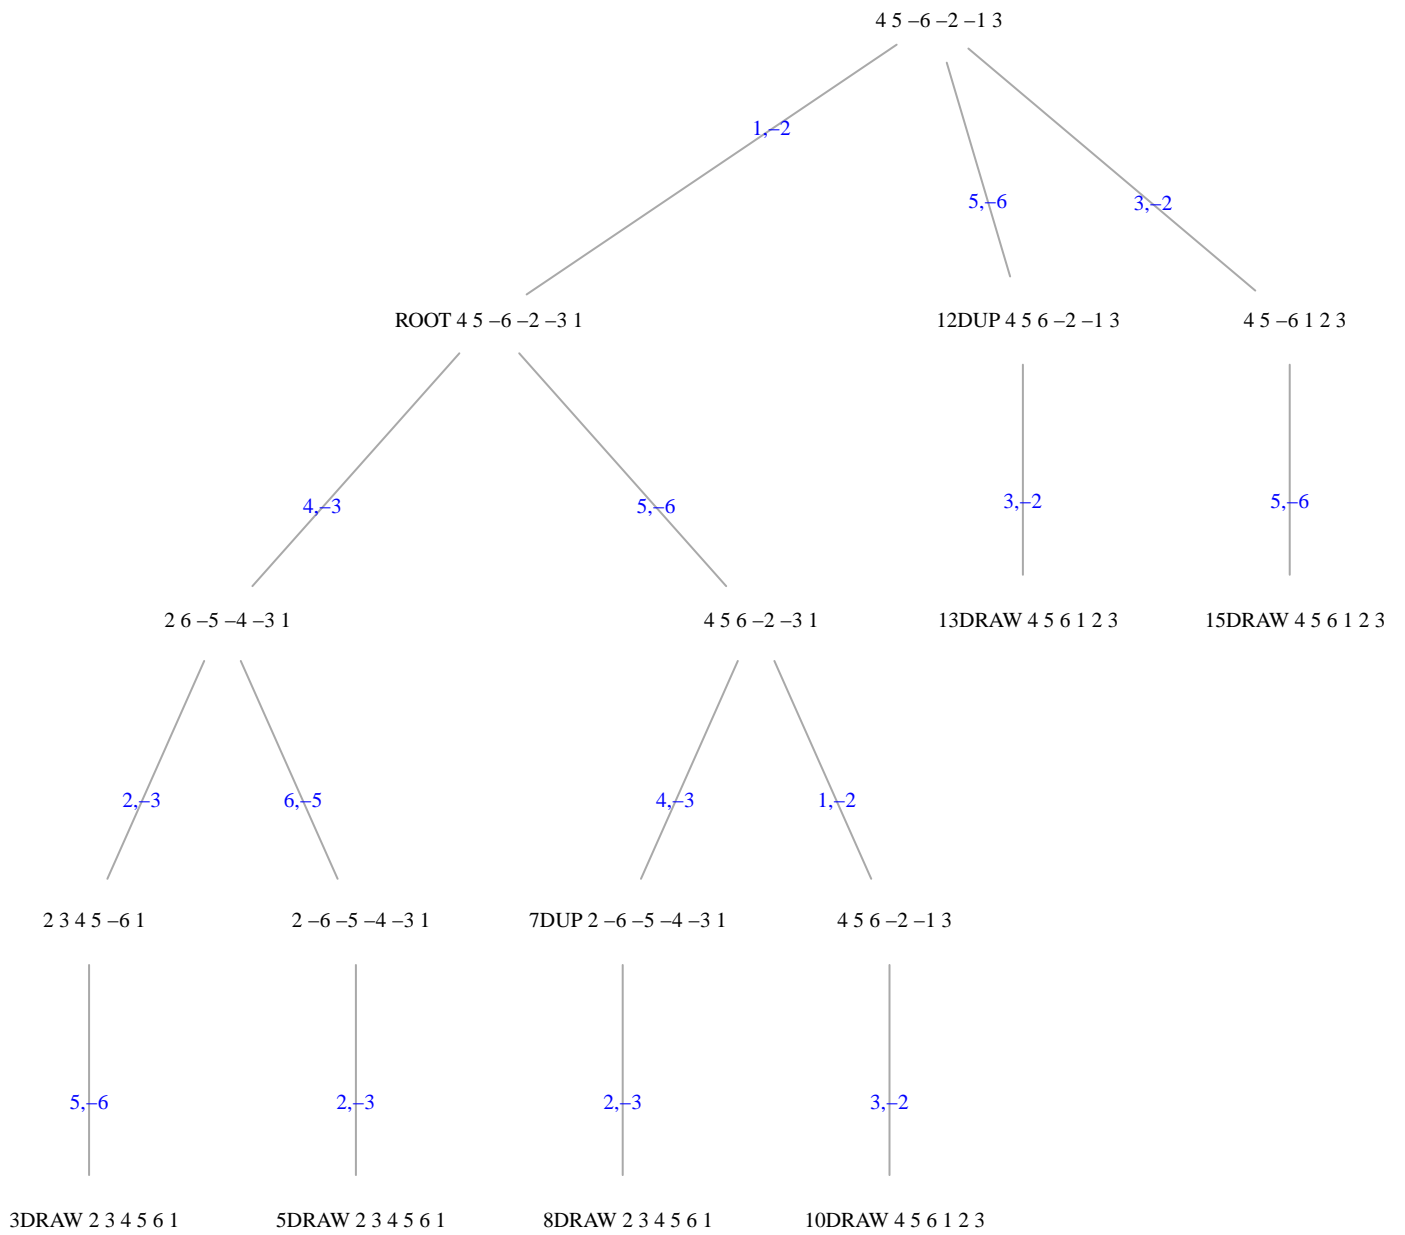 4 5 –6 –2 –1 3
1,–2
5,–6
3,–2
ROOT 4 5 –6 –2 –3 1
12DUP 4 5 6 –2 –1 3
4 5 –6 1 2 3
4,–3
5,–6
3,–2
5,–6
2 6 –5 –4 –3 1
4 5 6 –2 –3 1
13DRAW 4 5 6 1 2 3
15DRAW 4 5 6 1 2 3
2,–3
6,–5
4,–3
1,–2
2 3 4 5 –6 1
2 –6 –5 –4 –3 1
7DUP 2 –6 –5 –4 –3 1
4 5 6 –2 –1 3
5,–6
2,–3
2,–3
3,–2
3DRAW 2 3 4 5 6 1
5DRAW 2 3 4 5 6 1
8DRAW 2 3 4 5 6 1
10DRAW 4 5 6 1 2 3